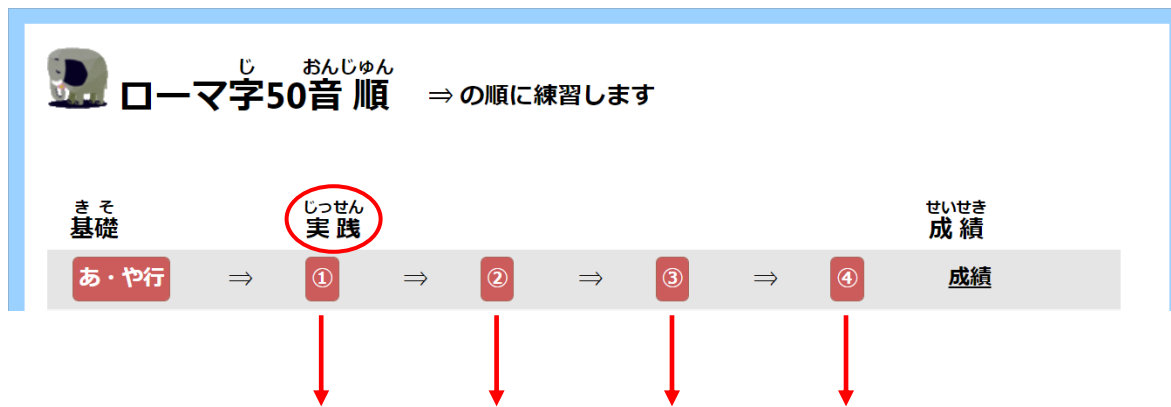 じ おんじゅん
ローマ字50音順 ⇒ の順に練習します
きそ じっせん せいせき
基礎 実践 成績
あ・や行 ⇒ ① ⇒ ② ⇒ ③ ⇒ ④ 成績